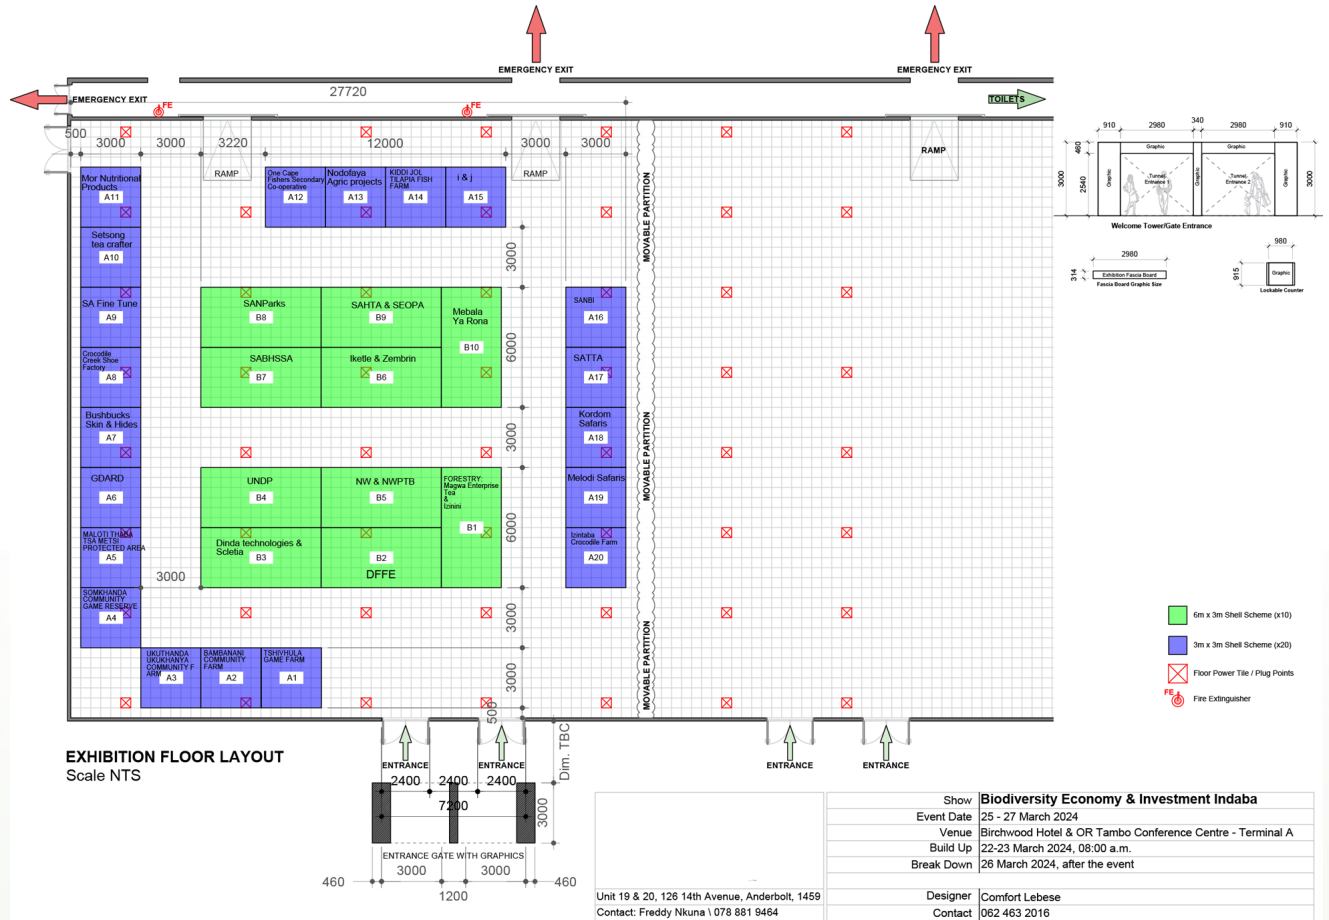 EMERGENCY EXIT
EMERGENCY EXIT
EMERGENCY EXIT
TOILETS
27720
FE
FE
500
3000
3000
3220
12000
3000
3000
RAMP
RAMP
RAMP
Mor Nutritional
Products
A11
One Cape
Fishers Secondary
Co-operative
A12
Nodofaya
Agric projects
A13
KIDDI JOL
TILAPIA FISH
FARM
A14
i & j
A15
Setsong
tea crafter
A10
3000
SA Fine Tune
A9
SANParks
B8
SAHTA & SEOPA
B9
Mebala
Ya Rona
B10
6000
SANBI
A16
Crocodile
Creek Shoe
Factory
A8
SABHSSA
B7
Iketle & Zembrin
B6
SATTA
A17
Bushbucks
Skin & Hides
A7
3000
Kordom
Safaris
A18
GDARD
A6
UNDP
B4
NW & NWPTB
B5
FORESTRY:
Magwa Enterprise
Tea
&
Izinini
B1
6000
Melodi Safaris
A19
MALOTI THABA
TSA METSI
PROTECTED AREA
A5
Dinda technologies &
Scletia
B3
B2
DFFE
Izintaba
Crocodile Farm
A20
3000
SOMKHANDA
COMMUNITY
GAME RESERVE
A4
3000
UKUTHANDA
UKUKHANYA
COMMUNITY F
ARM
A3
BAMBANANI
COMMUNITY
FARM
A2
TSHIVHULA
GAME FARM
A1
3000
500
MOVABLE PARTITION
MOVABLE PARTITION
MOVABLE PARTITION
910
2980
340
2980
910
460
2540
3000
3000
Graphic
Graphic
Graphic
Graphic
Graphic
Tunnel
Entrance 1
Tunnel
Entrance 2
Welcome Tower/Gate Entrance
2980
314
Exhibition Fascia Board
Fascia Board Graphic Size
980
915
Graphic
Lockable Counter
6m x 3m Shell Scheme (x10)
3m x 3m Shell Scheme (x20)
Floor Power Tile / Plug Points
FE
Fire Extinguisher
EXHIBITION FLOOR LAYOUT
Scale NTS
ENTRANCE
ENTRANCE
ENTRANCE
ENTRANCE
Dim. TBC
2400
2400
2400
7200
3000
ENTRANCE GATE WITH GRAPHICS
3000
3000
460
1200
460
Unit 19 & 20, 126 14th Avenue, Anderbolt, 1459
Contact: Freddy Nkuna \ 078 881 9464
Show Biodiversity Economy & Investment Indaba
Event Date 25 - 27 March 2024
Venue Birchwood Hotel & OR Tambo Conference Centre - Terminal A
Build Up 22-23 March 2024, 08:00 a.m.
Break Down 26 March 2024, after the event
Designer Comfort Lebese
Contact 062 463 2016